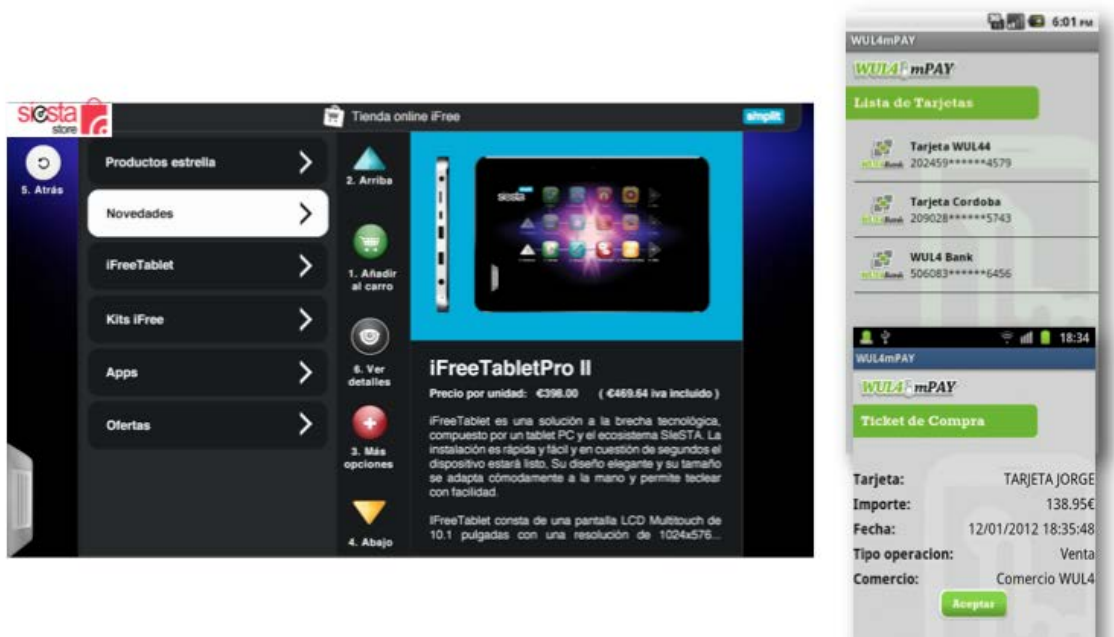 siesta
store
Tienda online iFree
simplit
5. Atrás
Productos estrella
Novedades
iFreeTablet
Kits iFree
Apps
Ofertas
2. Arriba
1. Añadir
al carro
6. Ver
detalles
3. Más
opciones
4. Abajo
siesta
iFreeTabletPro II
Precio por unidad: €398.00 ( €469.64 iva incluido )
iFreeTablet es una solución a la brecha tecnológica,
compuesto por un tablet PC y el ecosistema SIeSTA. La
instalación es rápida y fácil y en cuestión de segundos el
dispositivo estará listo, Su diseño elegante y su tamaño
se adapta cómodamente a la mano y permite teclear
con facilidad.
IFreeTablet consta de una pantalla LCD Multitouch de
10.1 pulgadas con una resolución de 1024x576...
6:01 PM
WUL4mPAY
WUL4 mPAY
Lista de Tarjetas
Tarjeta WUL44
202459******4579
Tarjeta Cordoba
209028******5743
WUL4 Bank
506083******6456
18:34
WUL4mPAY
WUL4 mPAY
Ticket de Compra
Tarjeta: TARJETA JORGE
Importe: 138.95€
Fecha: 12/01/2012 18:35:48
Tipo operacion: Venta
Comercio: Comercio WUL4
Aceptar